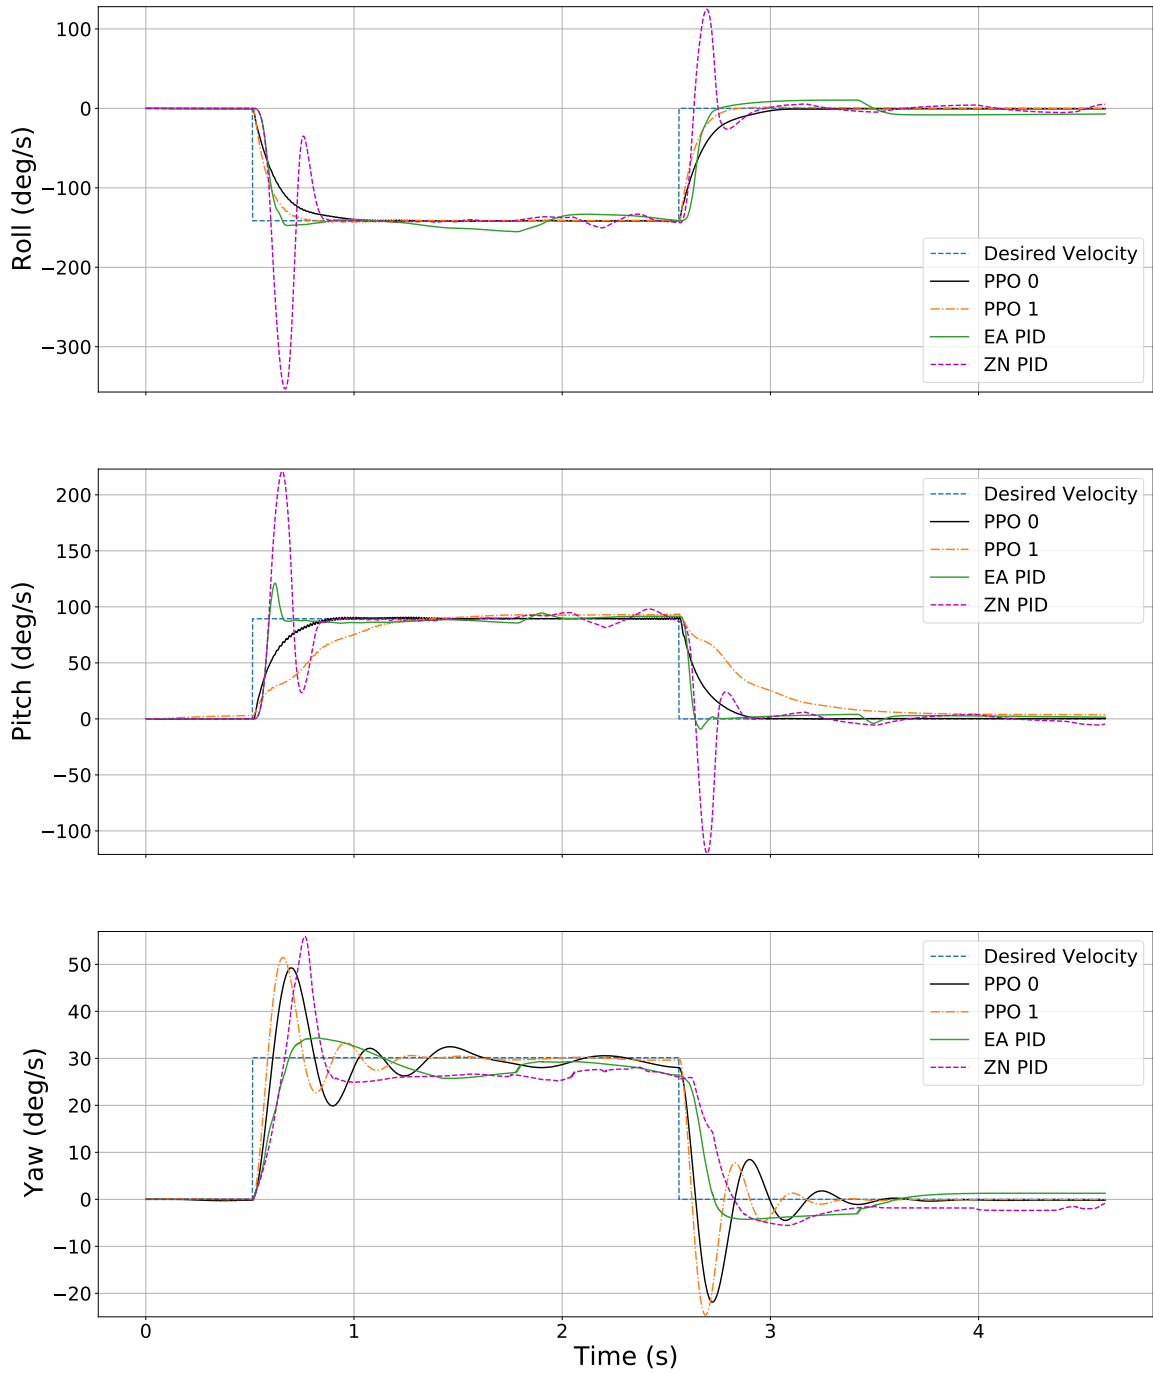 100
0
−100
−200
−300
Roll (deg/s)
Desired Velocity
PPO 0
PPO 1
EA PID
ZN PID
200
150
100
50
0
−50
−100
Pitch (deg/s)
Desired Velocity
PPO 0
PPO 1
EA PID
ZN PID
50
40
30
20
10
0
−10
−20
Yaw (deg/s)
Desired Velocity
PPO 0
PPO 1
EA PID
ZN PID
0 1 2 3 4
Time (s)